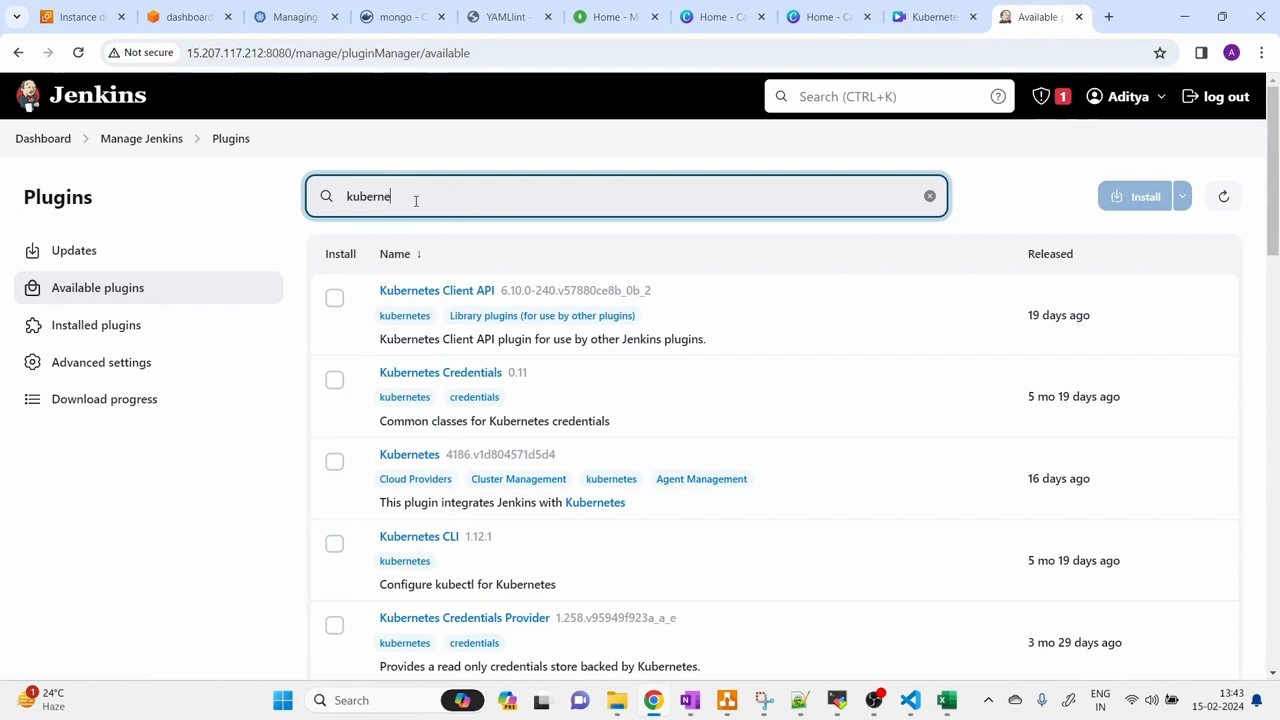 Instance d
dashboard
Managing
mongo - C
YAMLlint -
Home - M
Home - Ca
Home - Ca
Kubernete
Available p
Not secure
15.207.117.212:8080/manage/pluginManager/available
A
Jenkins
Search (CTRL+K)
1
Aditya
log out
Dashboard
Manage Jenkins
Plugins
Plugins
kuberne
Install
Updates
Available plugins
Installed plugins
Advanced settings
Download progress
Install
Name ↓
Released
Kubernetes Client API 6.10.0-240.v57880ce8b_0b_2
kubernetes
Library plugins (for use by other plugins)
Kubernetes Client API plugin for use by other Jenkins plugins.
19 days ago
Kubernetes Credentials 0.11
kubernetes
credentials
Common classes for Kubernetes credentials
5 mo 19 days ago
Kubernetes 4186.v1d804571d5d4
Cloud Providers
Cluster Management
kubernetes
Agent Management
This plugin integrates Jenkins with Kubernetes
16 days ago
Kubernetes CLI 1.12.1
kubernetes
Configure kubectl for Kubernetes
5 mo 19 days ago
Kubernetes Credentials Provider 1.258.v95949f923a_a_e
kubernetes
credentials
Provides a read only credentials store backed by Kubernetes.
3 mo 29 days ago
1
24°C
Haze
Search
PRE
ENG
IN
13:43
15-02-2024